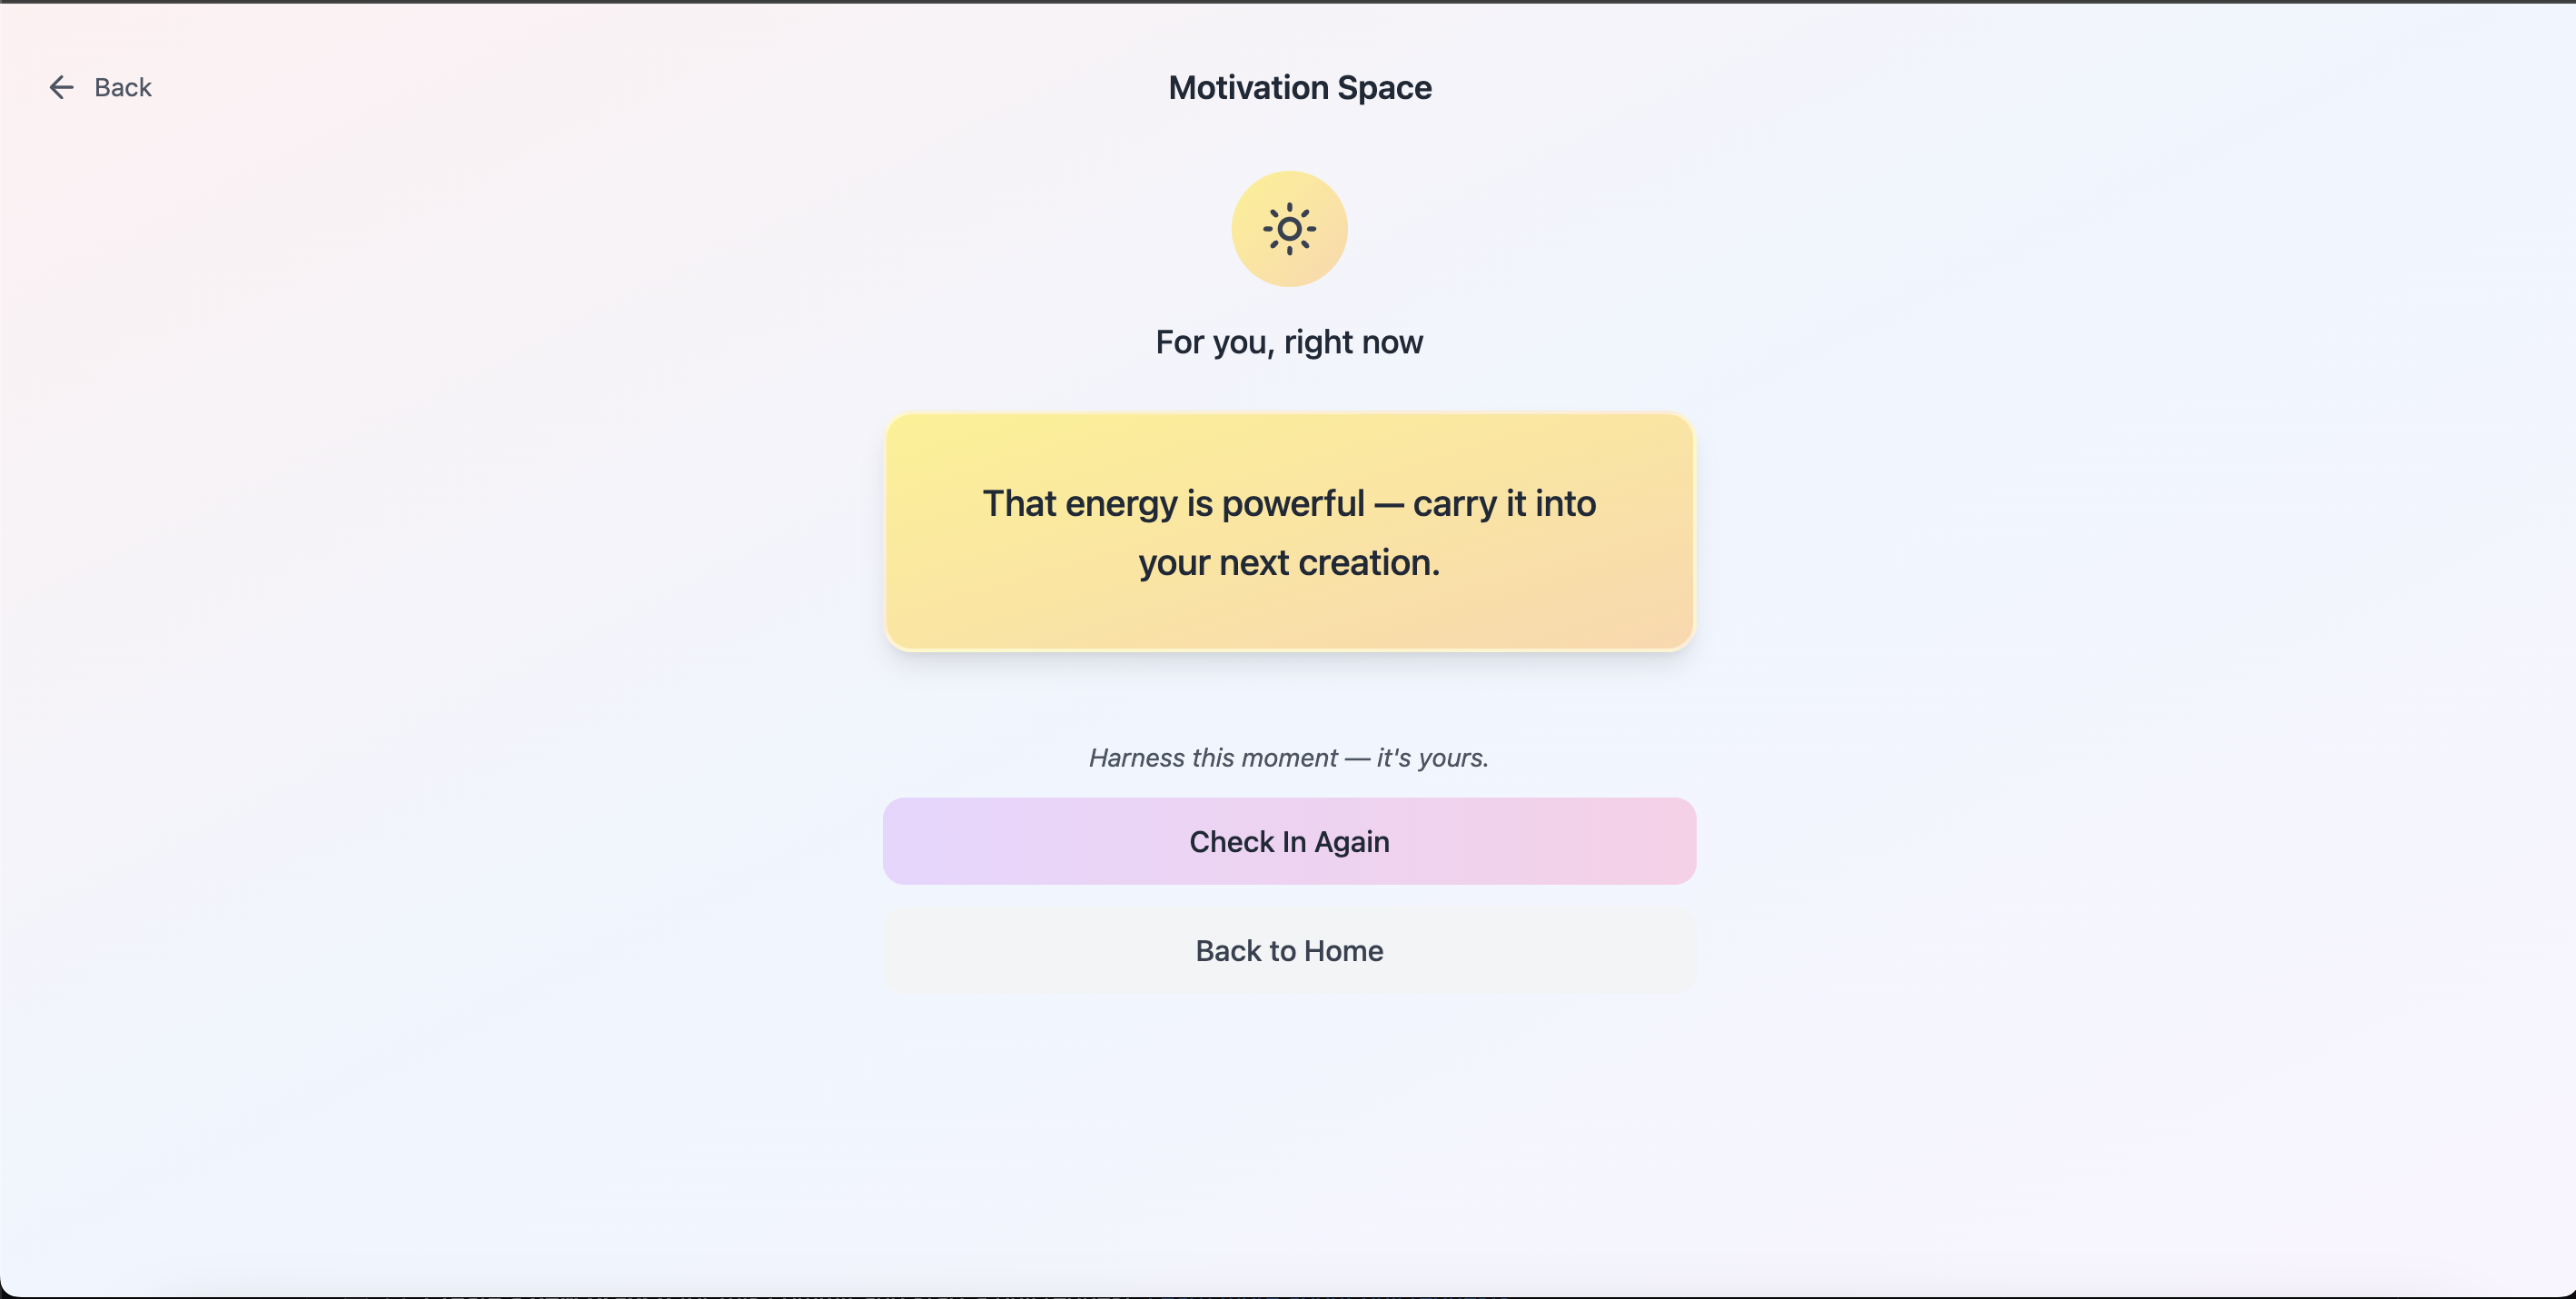 Back
Motivation Space
For you, right now
That energy is powerful — carry it into
your next creation.
Harness this moment — it's yours.
Check In Again
Back to Home